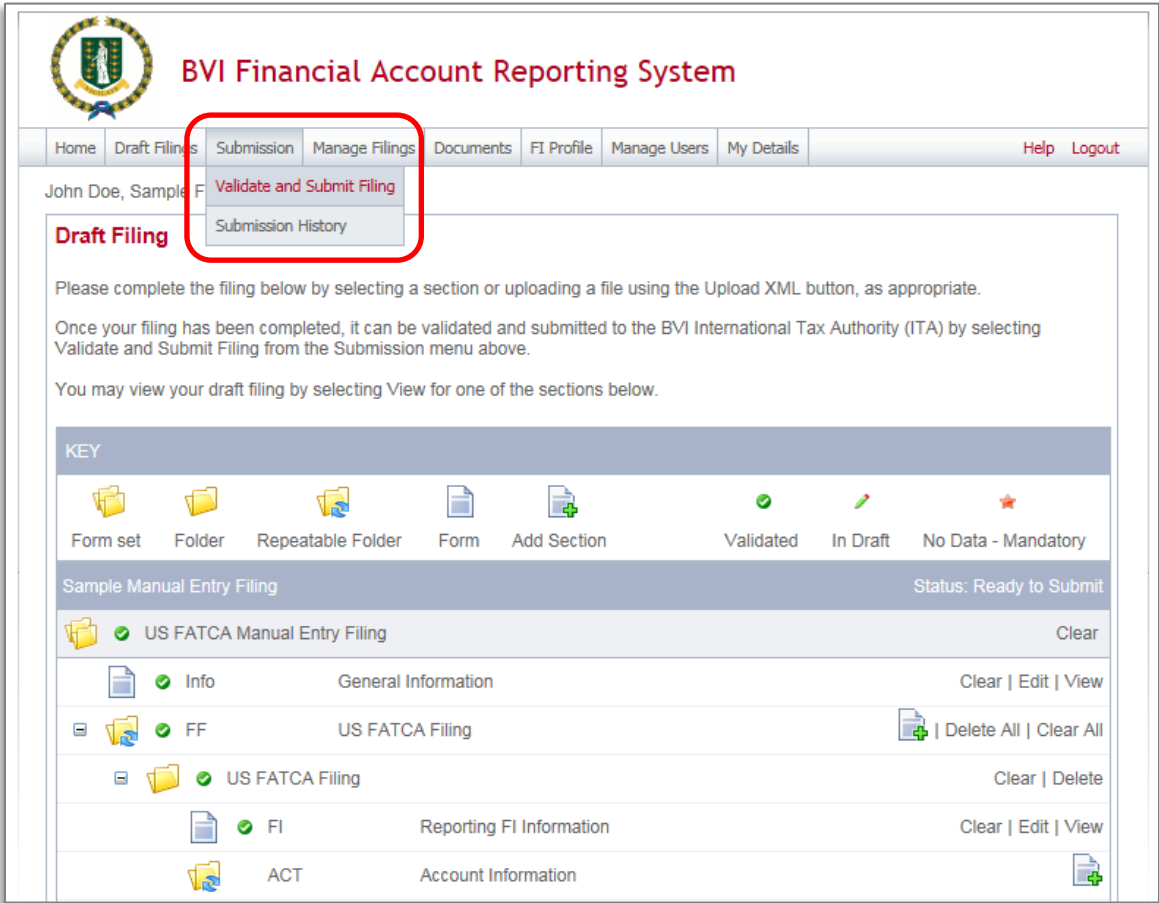 VIGILATE
BVI Financial Account Reporting System
Home Draft Filings Submission Manage Filings Documents FI Profile Manage Users My Details Help Logout
John Doe, Sample F
Validate and Submit Filing
Submission History
Draft Filing
Please complete the filing below by selecting a section or uploading a file using the Upload XML button, as appropriate.
Once your filing has been completed, it can be validated and submitted to the BVI International Tax Authority (ITA) by selecting
Validate and Submit Filing from the Submission menu above.
You may view your draft filing by selecting View for one of the sections below.
KEY
Form set Folder Repeatable Folder Form Add Section Validated In Draft No Data - Mandatory
Sample Manual Entry Filing Status: Ready to Submit
US FATCA Manual Entry Filing Clear
Info General Information Clear | Edit | View
FF US FATCA Filing | Delete All | Clear All
US FATCA Filing Clear | Delete
FI Reporting FI Information Clear | Edit | View
ACT Account Information